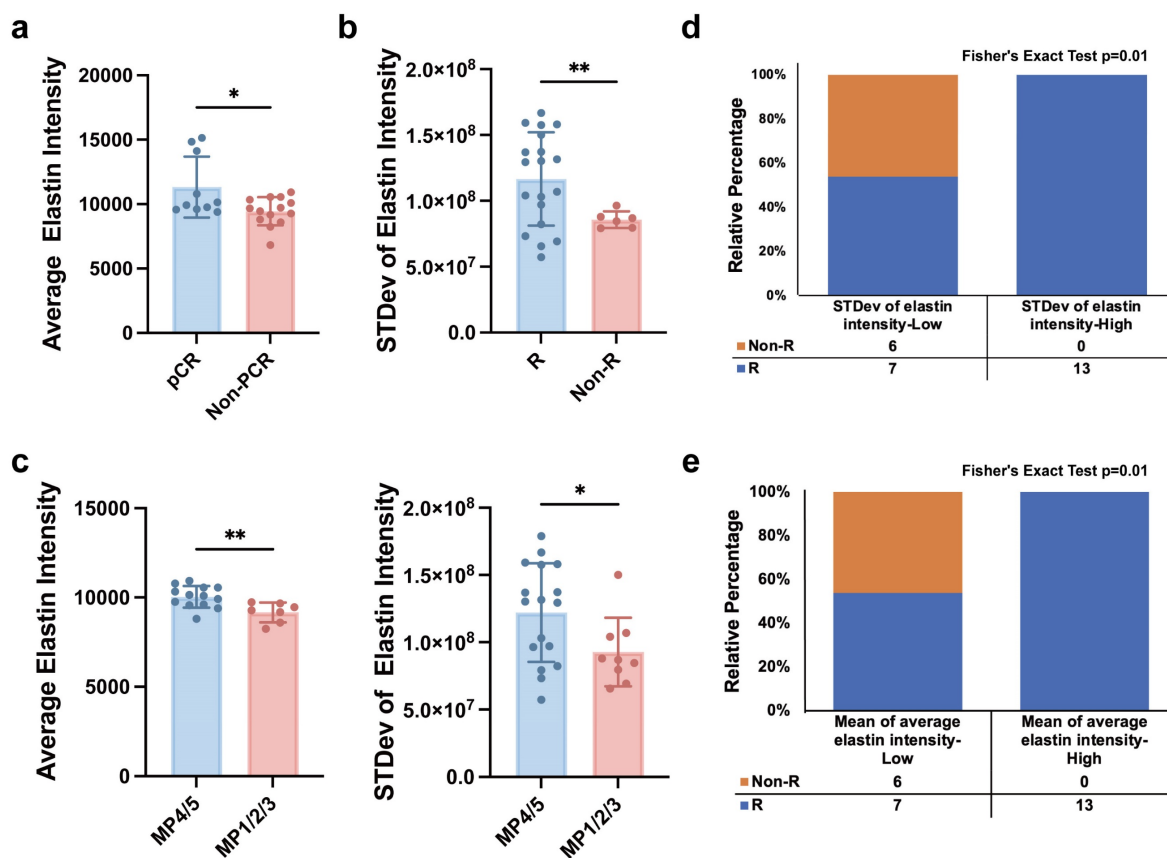 a
Average Elastin Intensity
20000
15000
10000
5000
0
*
pCR
Non-PCR
b
STDev of Elastin Intensity
2.0×10⁸
1.5×10⁸
1.0×10⁸
5.0×10⁷
0.0
**
R
Non-R
d
Fisher's Exact Test p=0.01
Relative Percentage
100%
80%
60%
40%
20%
0%
STDev of elastin
intensity-Low
STDev of elastin
intensity-High
Non-R 6 0
R 7 13
c
Average Elastin Intensity
15000
10000
5000
0
**
MP4/5
MP1/2/3
STDev of Elastin Intensity
2.0×10⁸
1.5×10⁸
1.0×10⁸
5.0×10⁷
0.0
*
MP4/5
MP1/2/3
e
Fisher's Exact Test p=0.01
Relative Percentage
100%
80%
60%
40%
20%
0%
Mean of average
elastin intensity-
Low
Mean of average
elastin intensity-
High
Non-R 6 0
R 7 13